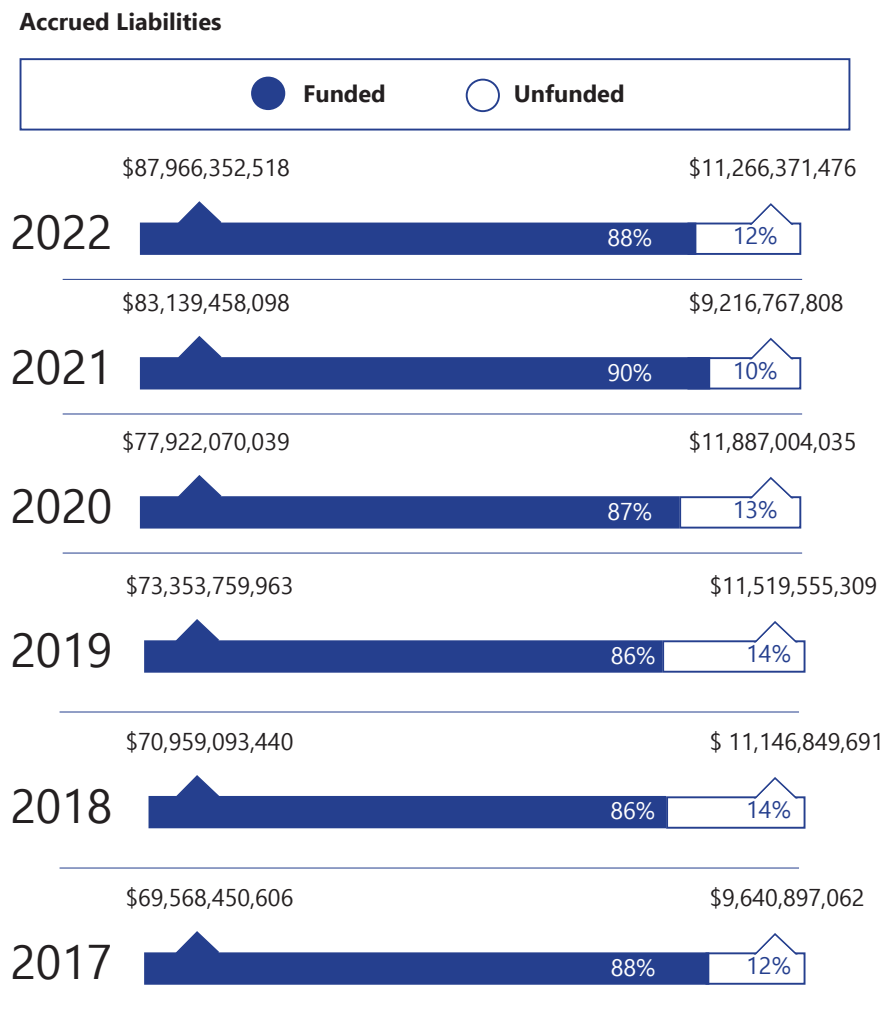 Accrued Liabilities
Funded Unfunded
$87,966,352,518 $11,266,371,476
2022 88% 12%
$83,139,458,098 $9,216,767,808
2021 90% 10%
$77,922,070,039 $11,887,004,035
2020 87% 13%
$73,353,759,963 $11,519,555,309
2019 86% 14%
$70,959,093,440 $ 11,146,849,691
2018 86% 14%
$69,568,450,606 $9,640,897,062
2017 88% 12%